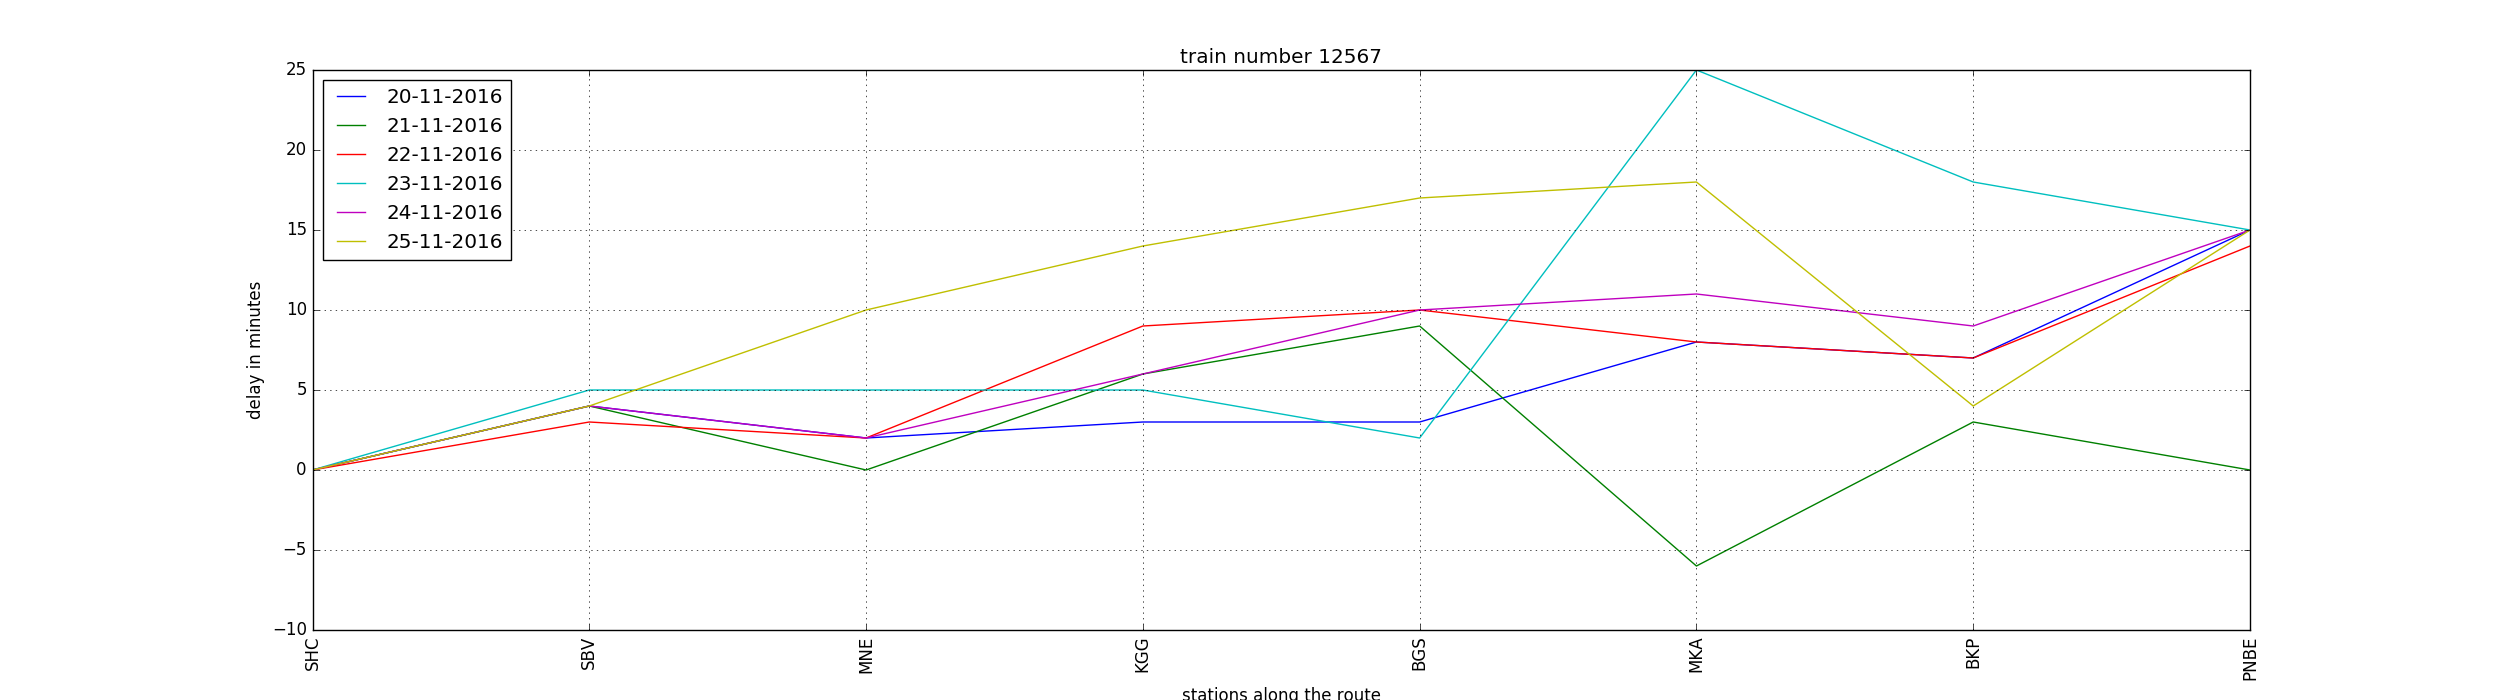 train number 12567
25
20
15
10
5
0
−5
−10
delay in minutes
20-11-2016
21-11-2016
22-11-2016
23-11-2016
24-11-2016
25-11-2016
SHC
SBV
MNE
KGG
BGS
MKA
BKP
PNBE
stations along the route